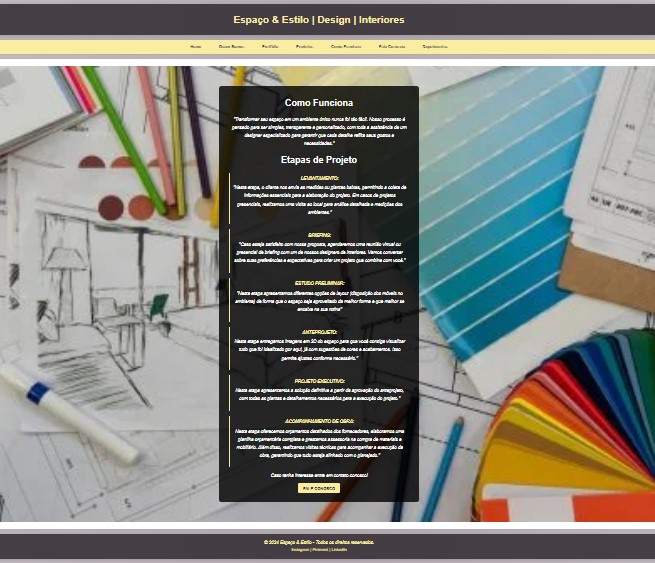 Espaço & Estilo | Design | Interiores
Home Quem Somos Portfólio Produtos Como Funciona Fale Conosco Depoimentos
Como Funciona
"Transformar seu espaço em um ambiente único nunca foi tão fácil. Nosso processo é
pensado para ser simples, transparente e personalizado, com toda a assistência de um
designer especializado para garantir que cada detalhe reflita seus gostos e
necessidades."
Etapas de Projeto
LEVANTAMENTO:
"Nesta etapa, o cliente nos envia as medidas ou plantas baixas, permitindo a coleta de
informações essenciais para a elaboração do projeto. Em casos de projetos
presenciais, realizamos uma visita ao local para análise detalhada e medições dos
ambientes."
BRIEFING:
"Caso esteja satisfeito com nossa proposta, agendaremos uma reunião virtual ou
presencial de briefing com um de nossos designers de interiores. Vamos conversar
sobre suas preferências e expectativas para criar um projeto que combine com você."
ESTUDO PRELIMINAR:
"Nesta etapa apresentamos diferentes opções de layout (disposição dos móveis no
ambiente) da forma que o espaço seja aproveitado da melhor forma e que melhor se
encaixe na sua rotina"
ANTEPROJETO:
Nesta etapa entregamos imagens em 3D do espaço para que você consiga visualizar
tudo que foi idealizado por aqui, já com sugestões de cores e acabamentos. Isso
permite ajustes conforme necessário."
PROJETO EXECUTIVO:
Nesta etapa apresentamos a solução definitiva a partir da aprovação do anteprojeto,
com todas as plantas e detalhamentos necessários para a execução do projeto."
ACOMPANHAMENTO DE OBRA:
Nesta etapa oferecemos orçamentos detalhados dos fornecedores, elaboramos uma
planilha orçamentária completa e prestamos assessoria na compra de materiais e
mobiliário. Além disso, realizamos visitas técnicas para acompanhar a execução da
obra, garantindo que tudo esteja alinhado com o planejado."
Caso tenha interesse entre em contato conosco!
FALE CONOSCO
© 2024 Espaço & Estilo - Todos os direitos reservados.
Instagram | Pinterest | LinkedIn